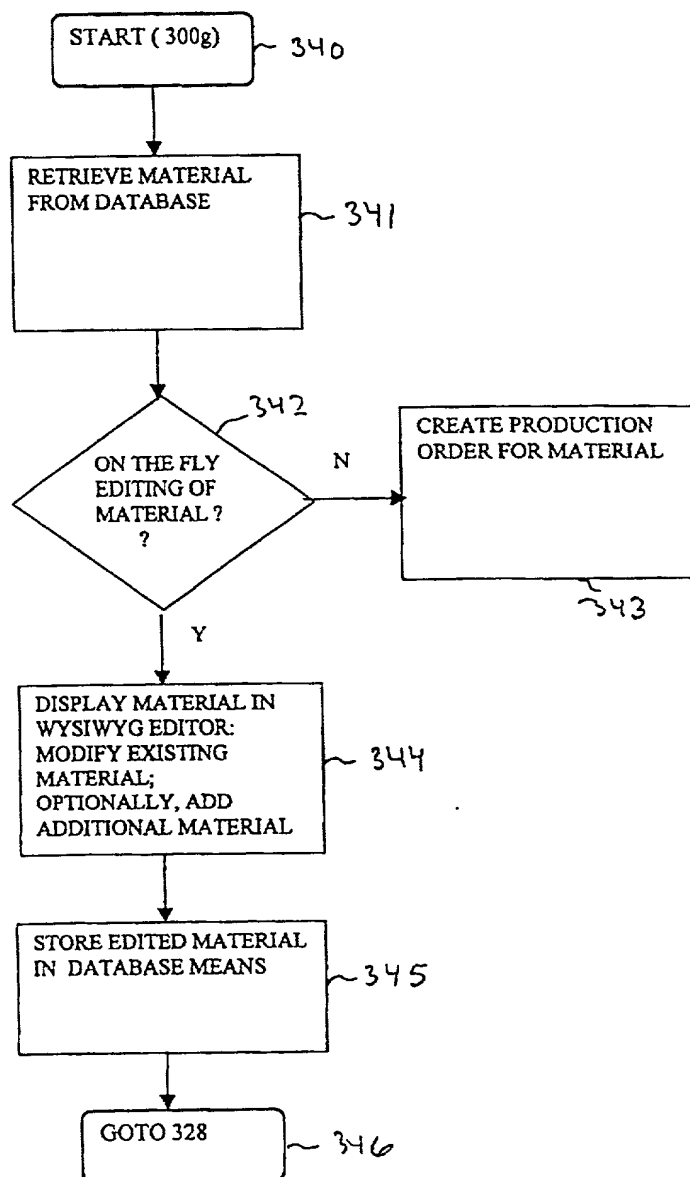 START ( 300g)
340
RETRIEVE MATERIAL
FROM DATABASE
341
342
ON THE FLY
EDITING OF
MATERIAL ?
?
N
CREATE PRODUCTION
ORDER FOR MATERIAL
343
Y
DISPLAY MATERIAL IN
WYSIWYG EDITOR:
MODIFY EXISTING
MATERIAL;
OPTIONALLY, ADD
ADDITIONAL MATERIAL
344
STORE EDITED MATERIAL
IN DATABASE MEANS
345
GOTO 328
346